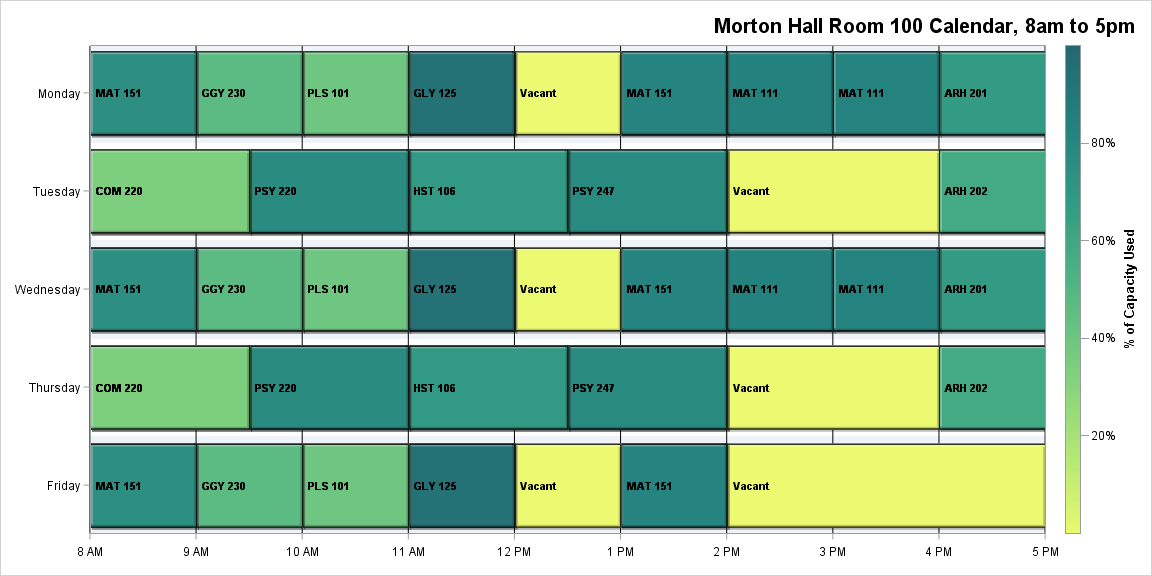 Morton Hall Room 100 Calendar, 8am to 5pm
Monday MAT 151 GGY 230 PLS 101 GLY 125 Vacant MAT 151 MAT 111 MAT 111 ARH 201
Tuesday COM 220 PSY 220 HST 106 PSY 247 Vacant ARH 202
Wednesday MAT 151 GGY 230 PLS 101 GLY 125 Vacant MAT 151 MAT 111 MAT 111 ARH 201
Thursday COM 220 PSY 220 HST 106 PSY 247 Vacant ARH 202
Friday MAT 151 GGY 230 PLS 101 GLY 125 Vacant MAT 151 Vacant
8 AM 9 AM 10 AM 11 AM 12 PM 1 PM 2 PM 3 PM 4 PM 5 PM
80%
60%
40%
20%
% of Capacity Used